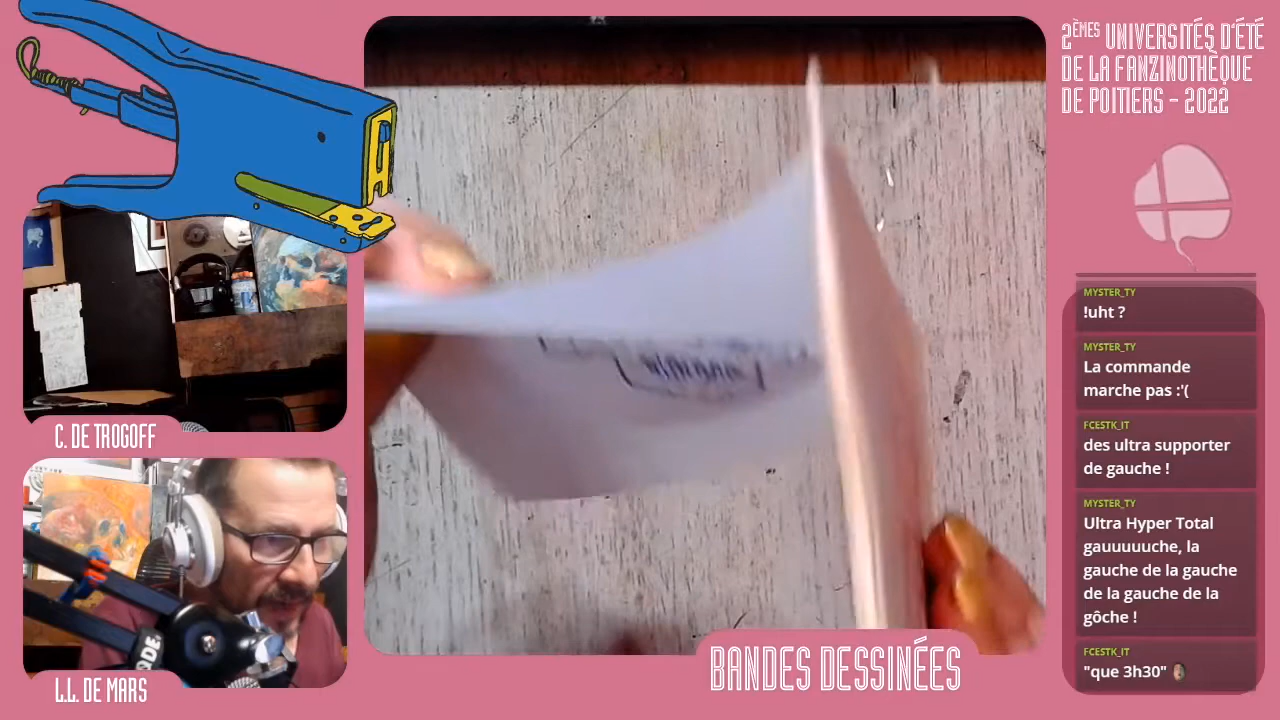 2ÈMES UNIVERSITÉS D'ÉTÉ
DE LA FANZINOTHÈQUE
DE POITIERS - 2022
MYSTER_TY
!uht ?
MYSTER_TY
La commande
marche pas :'(
FCESTK_IT
des ultra supporter
de gauche !
MYSTER_TY
Ultra Hyper Total
gauuuuuche, la
gauche de la gauche
de la gauche de la
gôche !
FCESTK_IT
"que 3h30"
C. DE TROGOFF
L.L. DE MARS
BANDES DESSINÉES